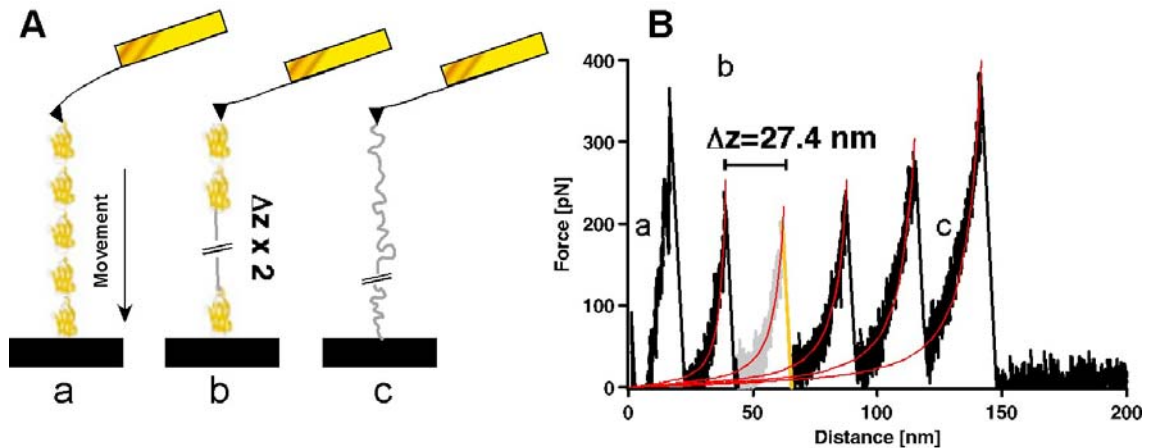 A
Movement
Δz x 2
a
b
c
B
Force [pN]
400
300
200
100
0
b
Δz=27.4 nm
a
c
0
50
100
150
200
Distance [nm]